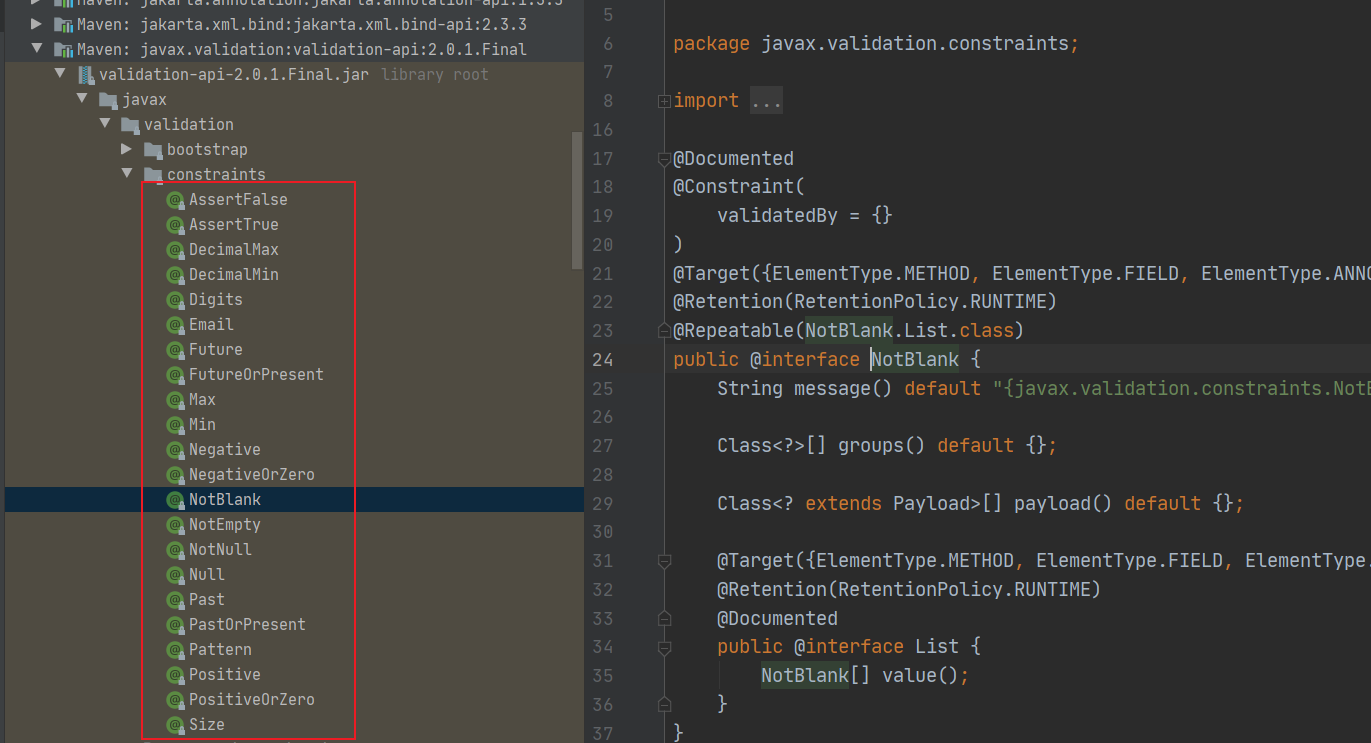 Maven: jakarta.annotation:jakarta.annotation-api:1.3.5
Maven: jakarta.xml.bind:jakarta.xml.bind-api:2.3.3
Maven: javax.validation:validation-api:2.0.1.Final
validation-api-2.0.1.Final.jar library root
javax
validation
bootstrap
constraints
AssertFalse
AssertTrue
DecimalMax
DecimalMin
Digits
Email
Future
FutureOrPresent
Max
Min
Negative
NegativeOrZero
NotBlank
NotEmpty
NotNull
Null
Past
PastOrPresent
Pattern
Positive
PositiveOrZero
Size
5
6 package javax.validation.constraints;
7
8 import ...
16
17 @Documented
18 @Constraint(
19 validatedBy = {}
20 )
21 @Target({ElementType.METHOD, ElementType.FIELD, ElementType.ANNO
22 @Retention(RetentionPolicy.RUNTIME)
23 @Repeatable(NotBlank.List.class)
24 public @interface NotBlank {
25 String message() default "{javax.validation.constraints.NotB
26
27 Class<?>[] groups() default {};
28
29 Class<? extends Payload>[] payload() default {};
30
31 @Target({ElementType.METHOD, ElementType.FIELD, ElementType.
32 @Retention(RetentionPolicy.RUNTIME)
33 @Documented
34 public @interface List {
35 NotBlank[] value();
36 }
37 }